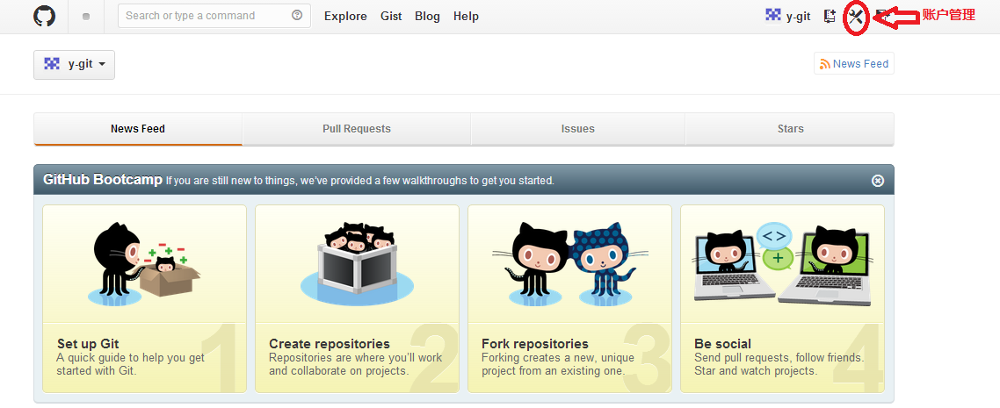 Search or type a command
Explore Gist Blog Help
y-git
账户管理
y-git
News Feed
News Feed Pull Requests Issues Stars
GitHub Bootcamp If you are still new to things, we've provided a few walkthroughs to get you started.
1
Set up Git
A quick guide to help you get
started with Git.
2
Create repositories
Repositories are where you'll work
and collaborate on projects.
3
Fork repositories
Forking creates a new, unique
project from an existing one.
4
Be social
Send pull requests, follow friends.
Star and watch projects.